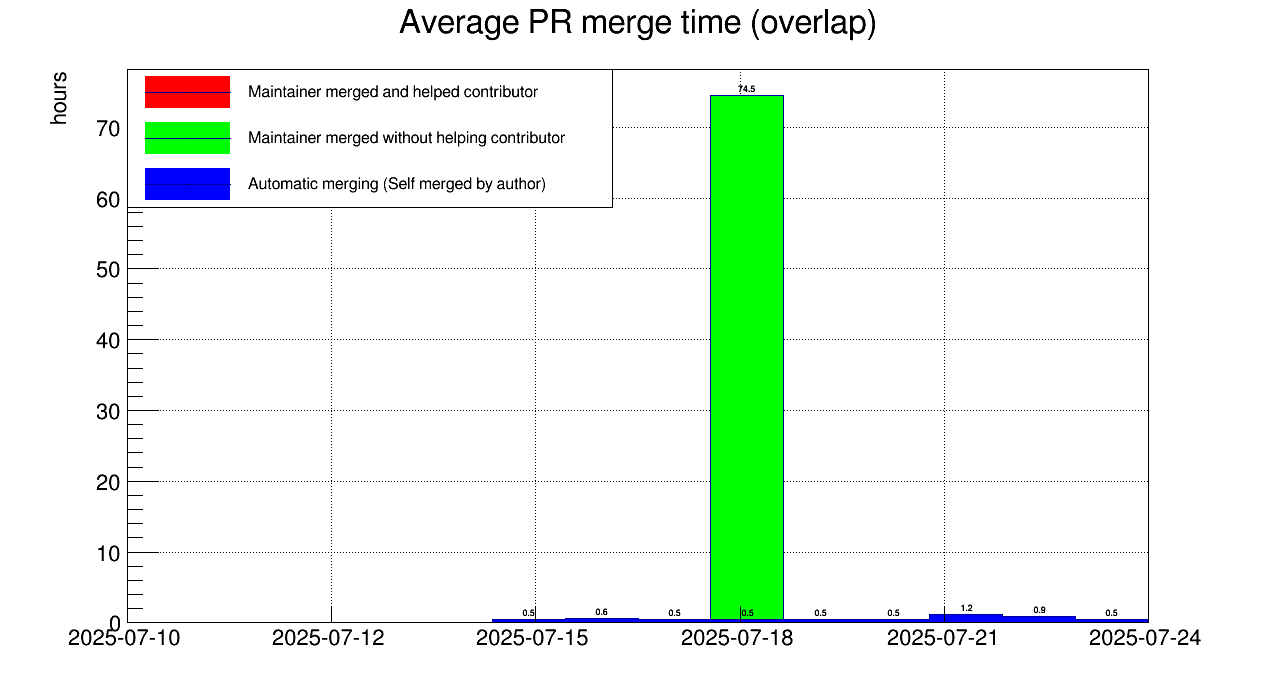 Average PR merge time (overlap)
hours
Maintainer merged and helped contributor
Maintainer merged without helping contributor
Automatic merging (Self merged by author)
74.5
70
60
50
40
30
20
10
0
0.5 0.6 0.5 0.5 0.5 0.5 1.2 0.9 0.5
2025-07-10 2025-07-12 2025-07-15 2025-07-18 2025-07-21 2025-07-24